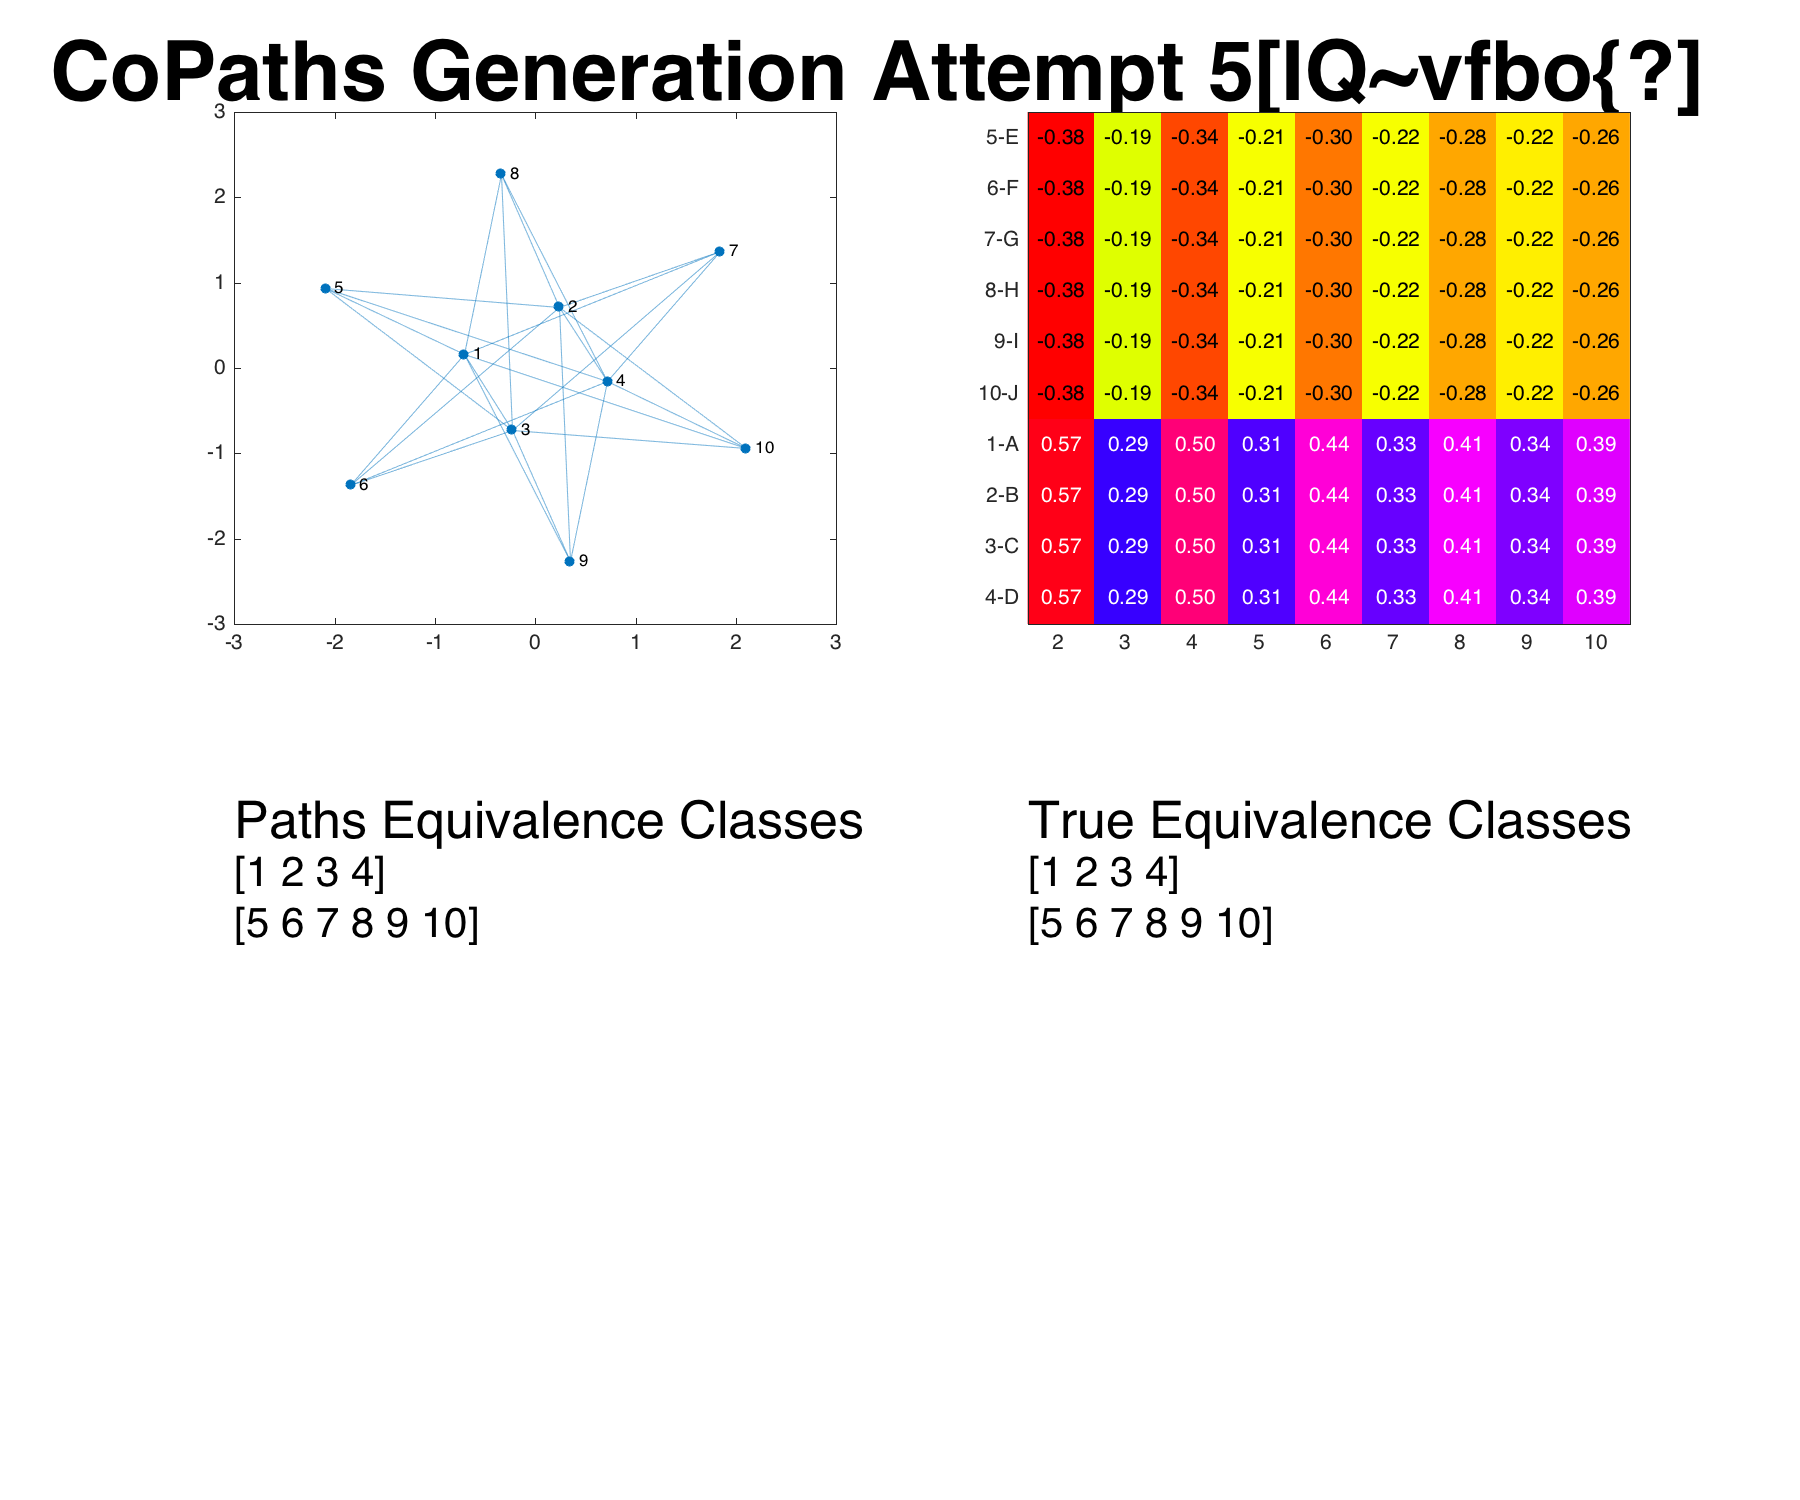 CoPaths Generation Attempt 5[IQ~vfbo{?]
3
2
1
0
-1
-2
-3
-3 -2 -1 0 1 2 3
8
7
5
2
1
4
3
10
6
9
5-E -0.38 -0.19 -0.34 -0.21 -0.30 -0.22 -0.28 -0.22 -0.26
6-F -0.38 -0.19 -0.34 -0.21 -0.30 -0.22 -0.28 -0.22 -0.26
7-G -0.38 -0.19 -0.34 -0.21 -0.30 -0.22 -0.28 -0.22 -0.26
8-H -0.38 -0.19 -0.34 -0.21 -0.30 -0.22 -0.28 -0.22 -0.26
9-I -0.38 -0.19 -0.34 -0.21 -0.30 -0.22 -0.28 -0.22 -0.26
10-J -0.38 -0.19 -0.34 -0.21 -0.30 -0.22 -0.28 -0.22 -0.26
1-A 0.57 0.29 0.50 0.31 0.44 0.33 0.41 0.34 0.39
2-B 0.57 0.29 0.50 0.31 0.44 0.33 0.41 0.34 0.39
3-C 0.57 0.29 0.50 0.31 0.44 0.33 0.41 0.34 0.39
4-D 0.57 0.29 0.50 0.31 0.44 0.33 0.41 0.34 0.39
2 3 4 5 6 7 8 9 10
Paths Equivalence Classes
[1 2 3 4]
[5 6 7 8 9 10]
True Equivalence Classes
[1 2 3 4]
[5 6 7 8 9 10]